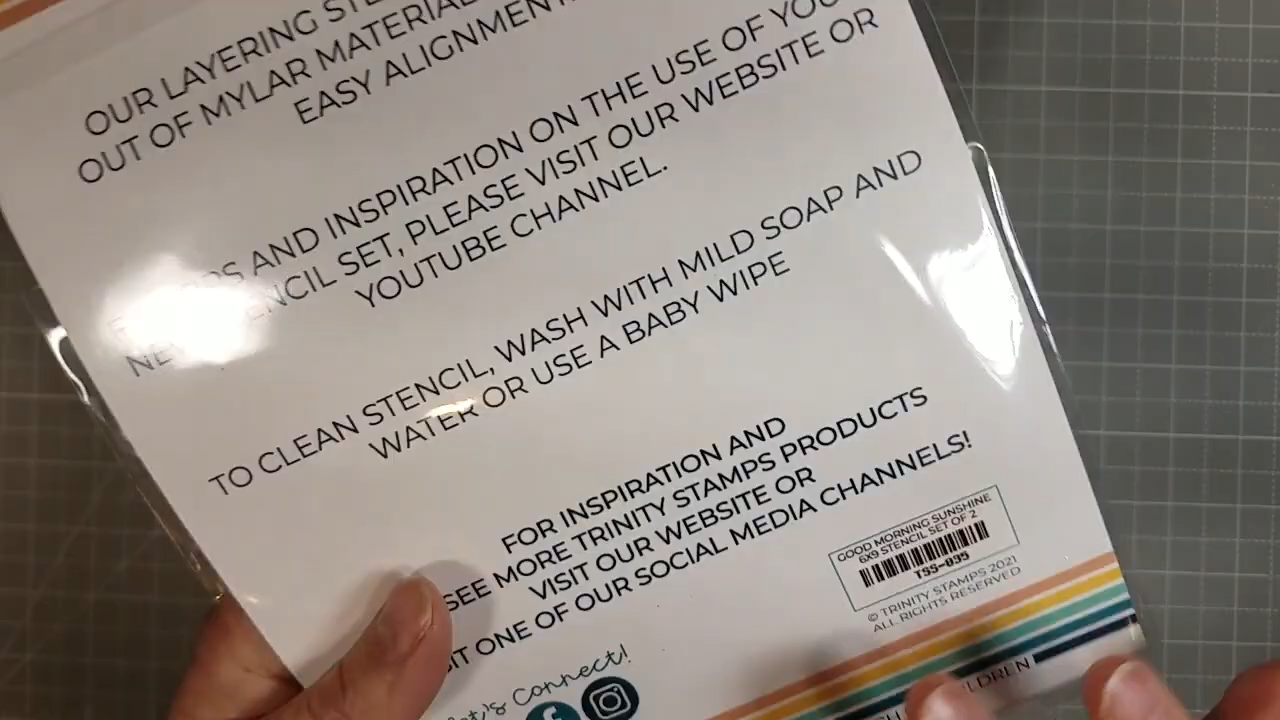 OUR LAYERING
OUT OF MYLAR MATERIAL
EASY ALIGNMENT
AND INSPIRATION ON THE USE OF
SET, PLEASE VISIT OUR WEBSITE OR
YOUTUBE CHANNEL.
TO CLEAN STENCIL, WASH WITH MILD SOAP AND
WATER OR USE A BABY WIPE
FOR INSPIRATION AND
SEE MORE TRINITY STAMPS PRODUCTS
VISIT OUR WEBSITE OR
ONE OF OUR SOCIAL MEDIA CHANNELS!
GOOD MORNING SUNSHINE
6X9 STENCIL SET OF 2
TSS-035
© TRINITY STAMPS 2021
ALL RIGHTS RESERVED
Connect!